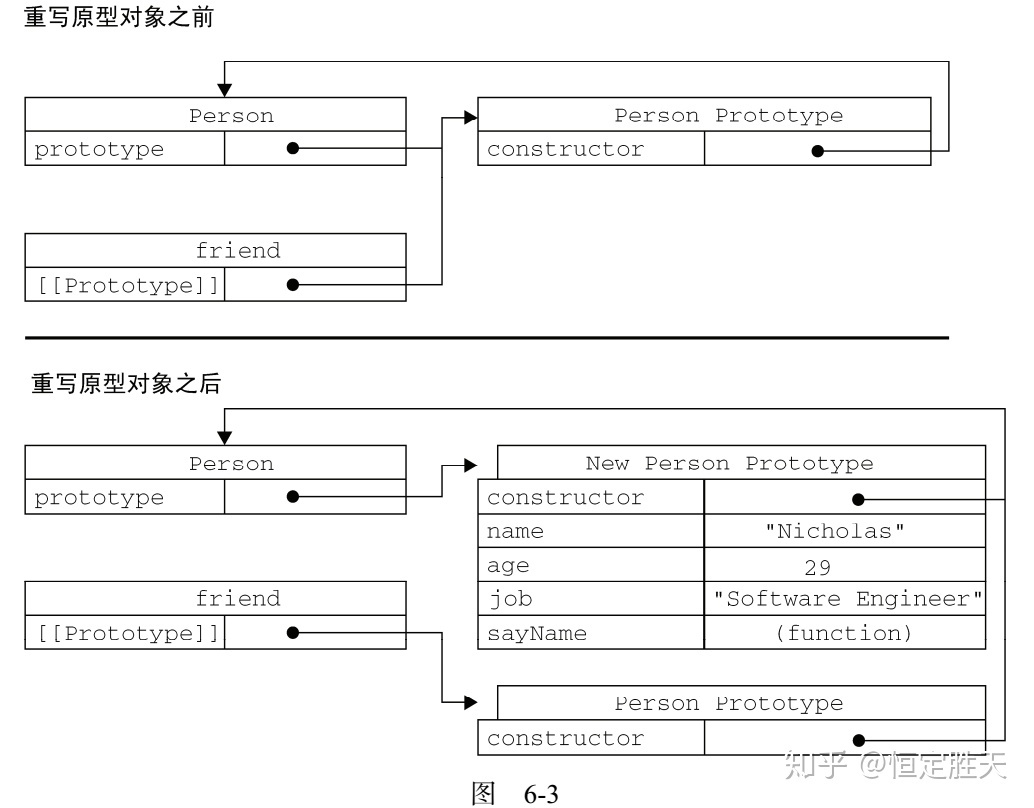 重写原型对象之前
Person
prototype
Person Prototype
constructor
friend
[[Prototype]]
重写原型对象之后
Person
prototype
New Person Prototype
constructor
name "Nicholas"
age 29
job "Software Engineer"
sayName (function)
friend
[[Prototype]]
Person Prototype
constructor
知乎 @恒定胜天
图 6-3